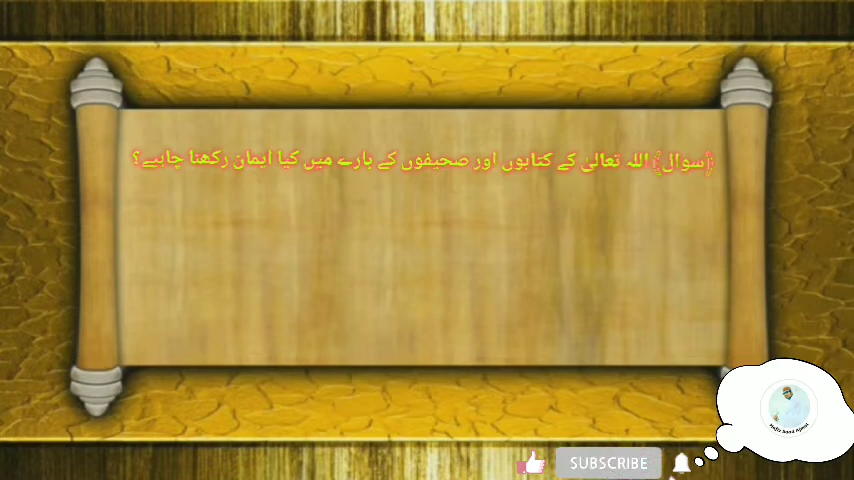 ﴿سوال﴾ اللہ تعالیٰ کے کتابوں اور صحیفوں کے بارے میں کیا ایمان رکھنا چاہیے؟
SUBSCRIBE